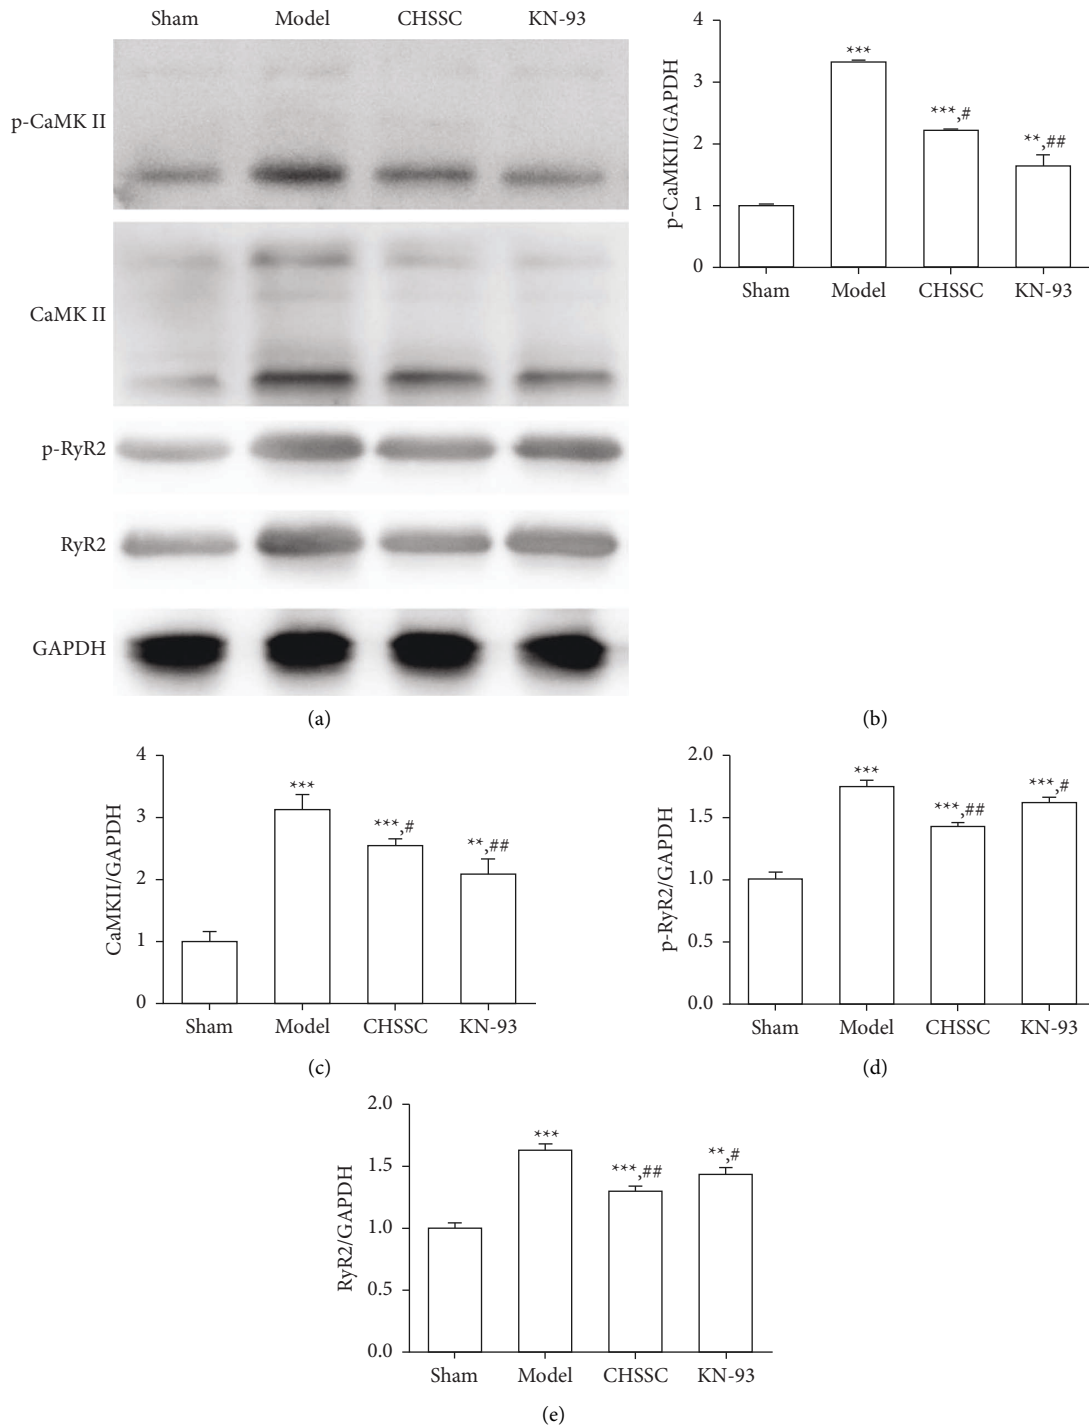 Sham Model CHSSC KN-93
p-CaMK II
CaMK II
p-RyR2
RyR2
GAPDH
(a)
p-CaMKII/GAPDH
4
3
2
1
0
***
***,#
**,##
Sham Model CHSSC KN-93
(b)
CaMKII/GAPDH
4
3
2
1
0
***
***,#
**,##
Sham Model CHSSC KN-93
(c)
p-RyR2/GAPDH
2.0
1.5
1.0
0.5
0.0
***
***,##
***,#
Sham Model CHSSC KN-93
(d)
RyR2/GAPDH
2.0
1.5
1.0
0.5
0.0
***
***,##
**,#
Sham Model CHSSC KN-93
(e)